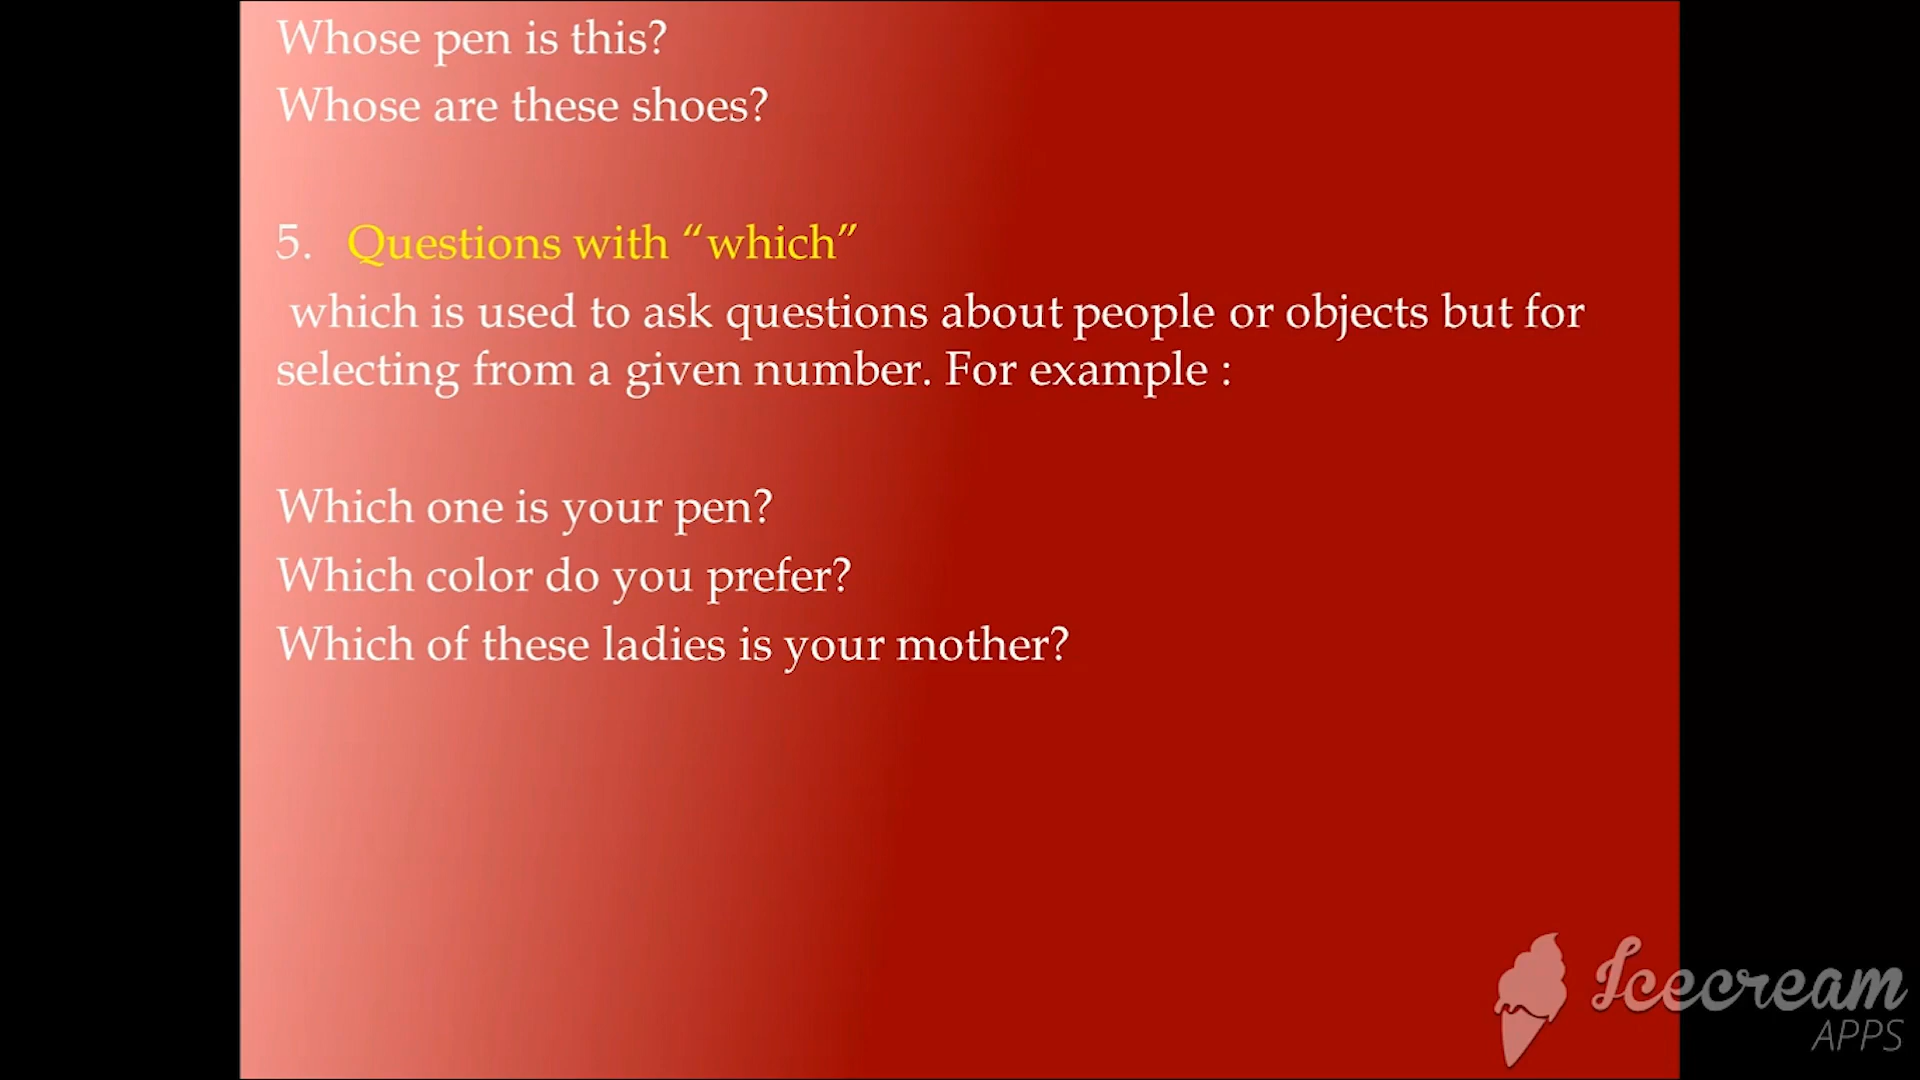 Whose pen is this?
Whose are these shoes?
5. Questions with “which”
which is used to ask questions about people or objects but for
selecting from a given number. For example :
Which one is your pen?
Which color do you prefer?
Which of these ladies is your mother?
Icecream
APPS